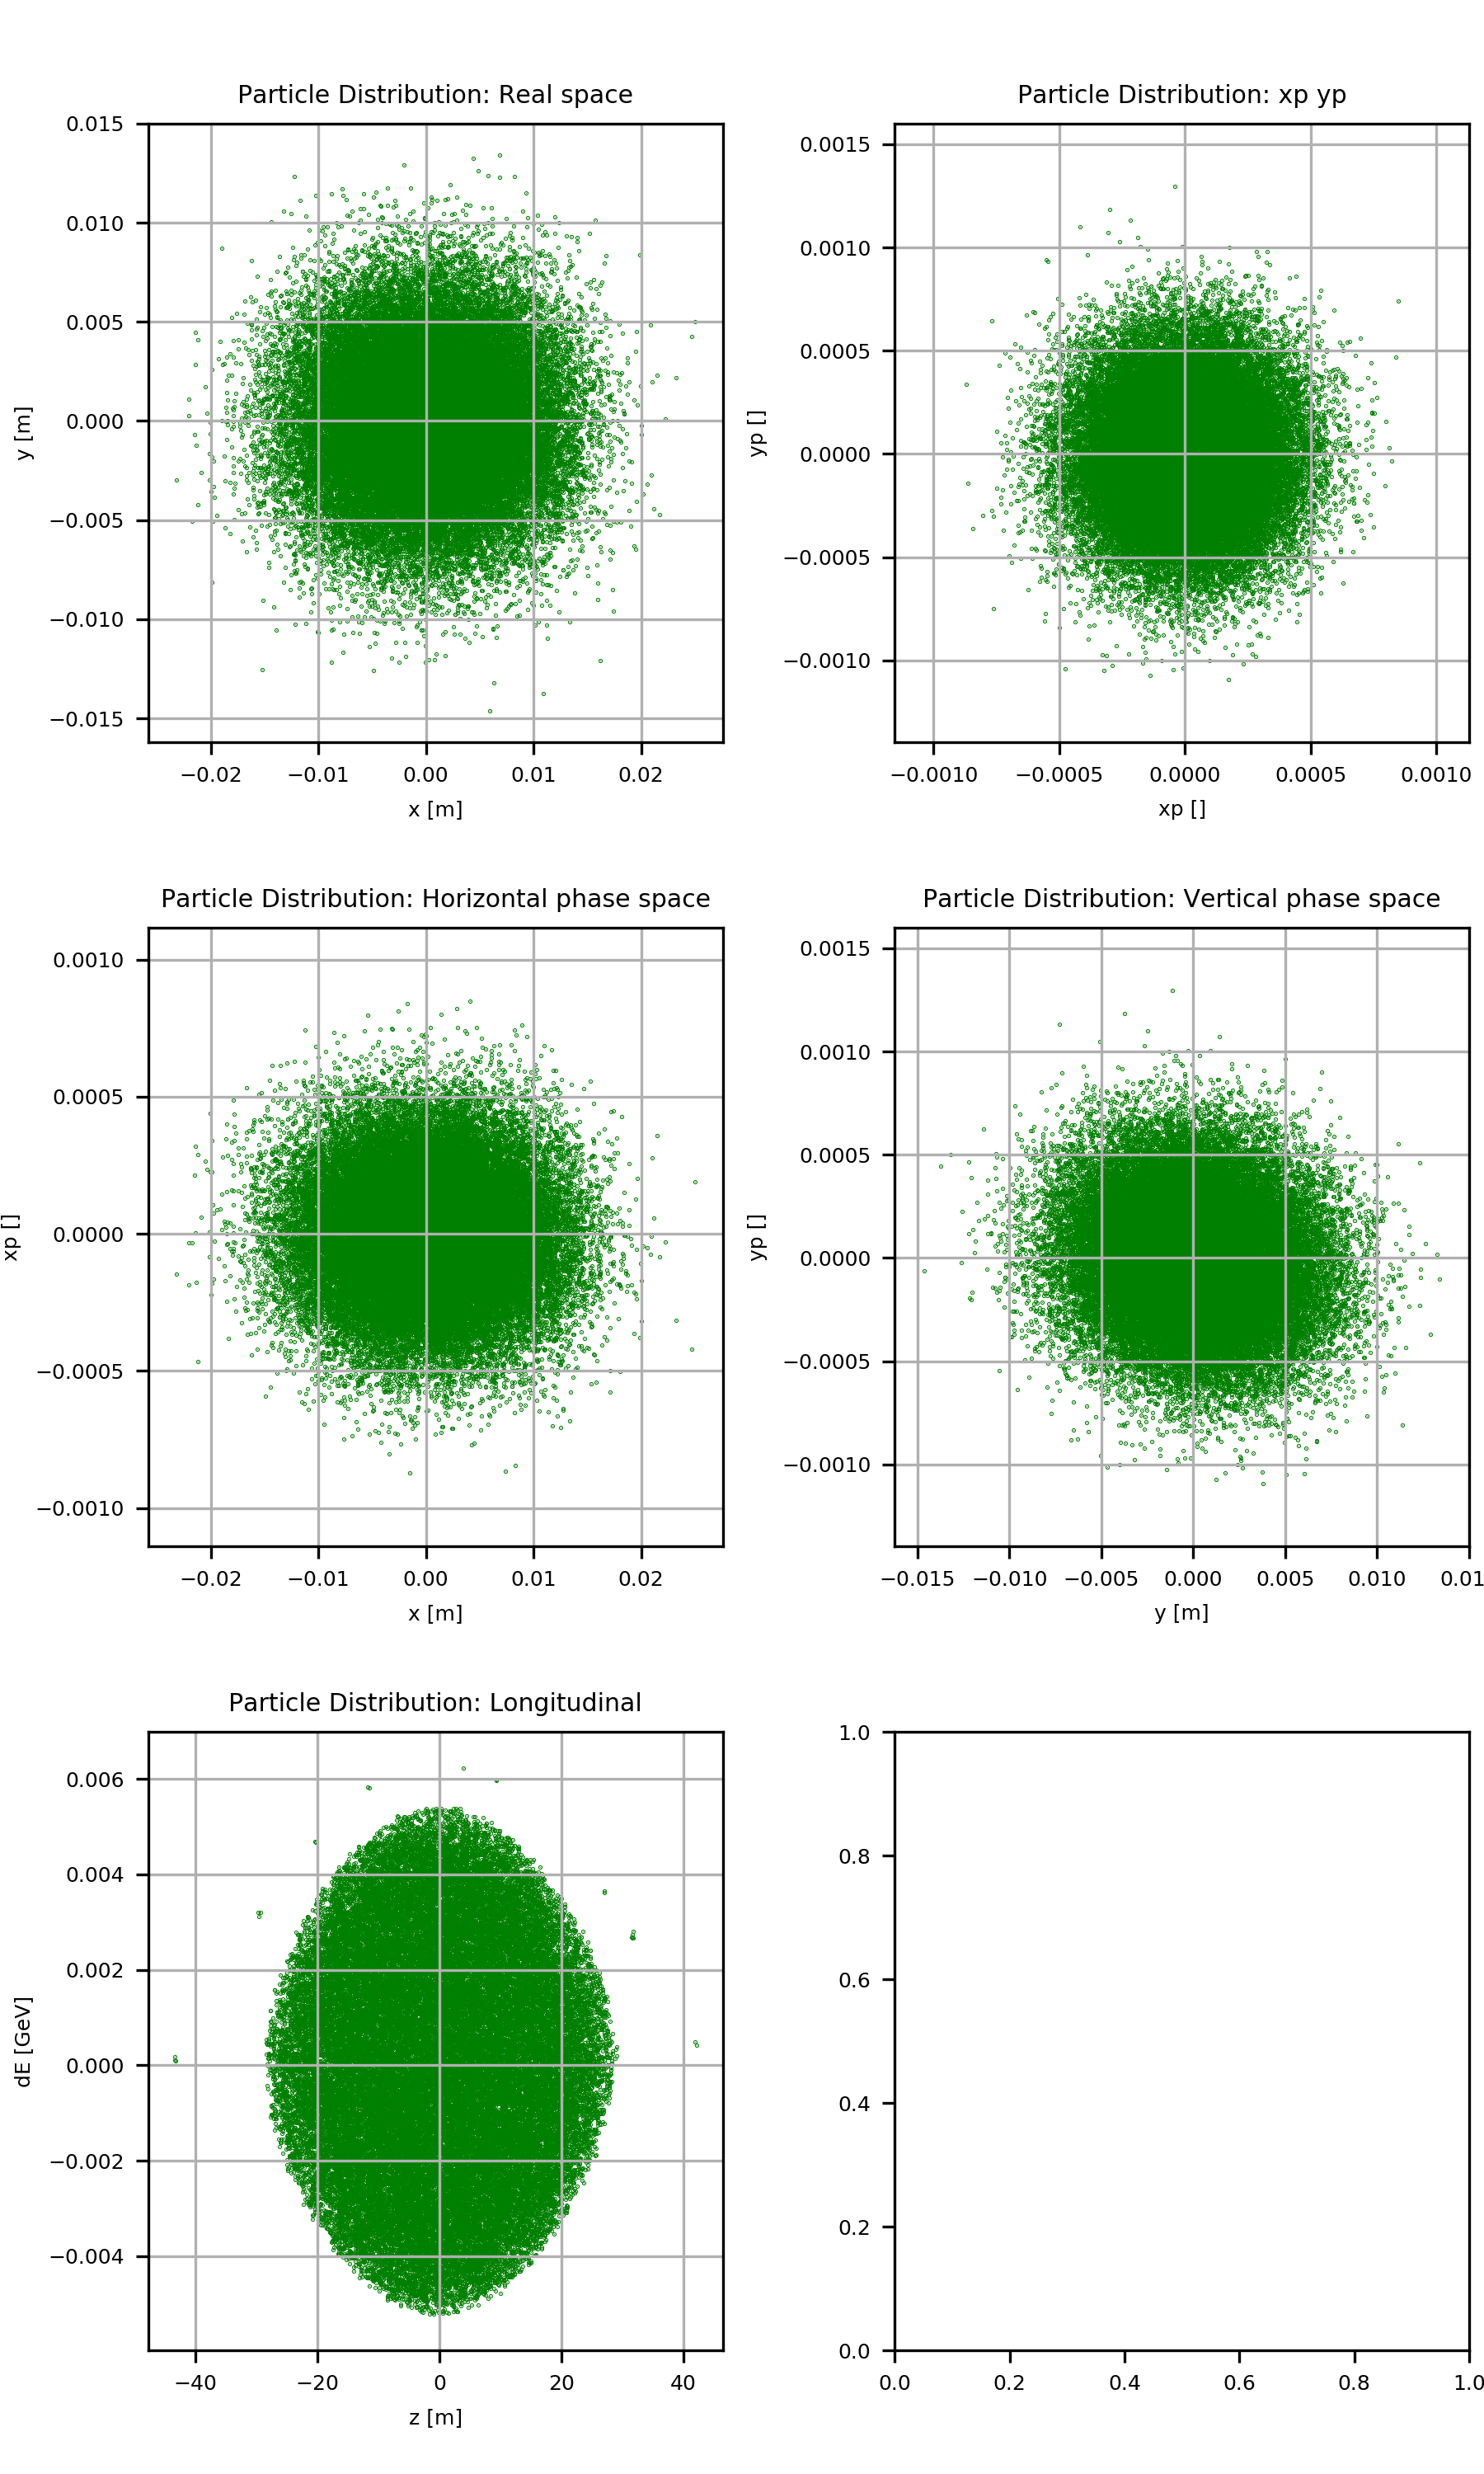 Particle Distribution: Real space
0.015
0.010
0.005
0.000
−0.005
−0.010
−0.015
y [m]
−0.02 −0.01 0.00 0.01 0.02
x [m]
Particle Distribution: xp yp
0.0015
0.0010
0.0005
0.0000
−0.0005
−0.0010
yp []
−0.0010 −0.0005 0.0000 0.0005 0.0010
xp []
Particle Distribution: Horizontal phase space
0.0010
0.0005
0.0000
−0.0005
−0.0010
xp []
−0.02 −0.01 0.00 0.01 0.02
x [m]
Particle Distribution: Vertical phase space
0.0015
0.0010
0.0005
0.0000
−0.0005
−0.0010
yp []
−0.015 −0.010 −0.005 0.000 0.005 0.010 0.01
y [m]
Particle Distribution: Longitudinal
0.006
0.004
0.002
0.000
−0.002
−0.004
dE [GeV]
−40 −20 0 20 40
z [m]
1.0
0.8
0.6
0.4
0.2
0.0
0.0 0.2 0.4 0.6 0.8 1.0